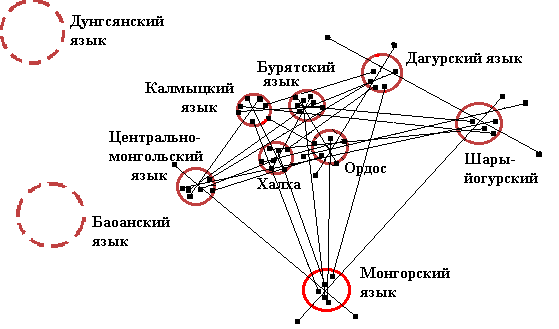 Дунгсянский
язык
Дагурский язык
Бурятский
язык
Калмыцкий
язык
Центрально-
монгольский
язык
Халха
Ордос
Шары-
йогурский
Баоанский
язык
Монгорский
язык